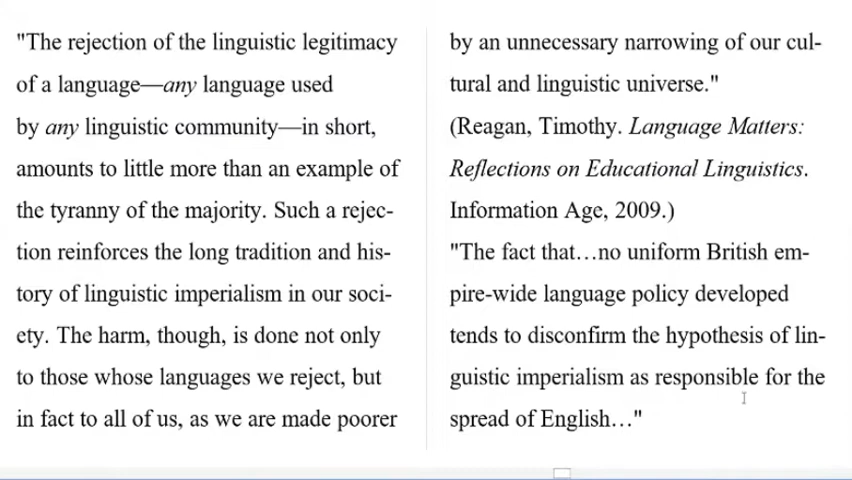 "The rejection of the linguistic legitimacy
of a language—any language used
by any linguistic community—in short,
amounts to little more than an example of
the tyranny of the majority. Such a rejec-
tion reinforces the long tradition and his-
tory of linguistic imperialism in our soci-
ety. The harm, though, is done not only
to those whose languages we reject, but
in fact to all of us, as we are made poorer
by an unnecessary narrowing of our cul-
tural and linguistic universe."
(Reagan, Timothy. Language Matters:
Reflections on Educational Linguistics.
Information Age, 2009.)
"The fact that…no uniform British em-
pire-wide language policy developed
tends to disconfirm the hypothesis of lin-
guistic imperialism as responsible for the
spread of English…"